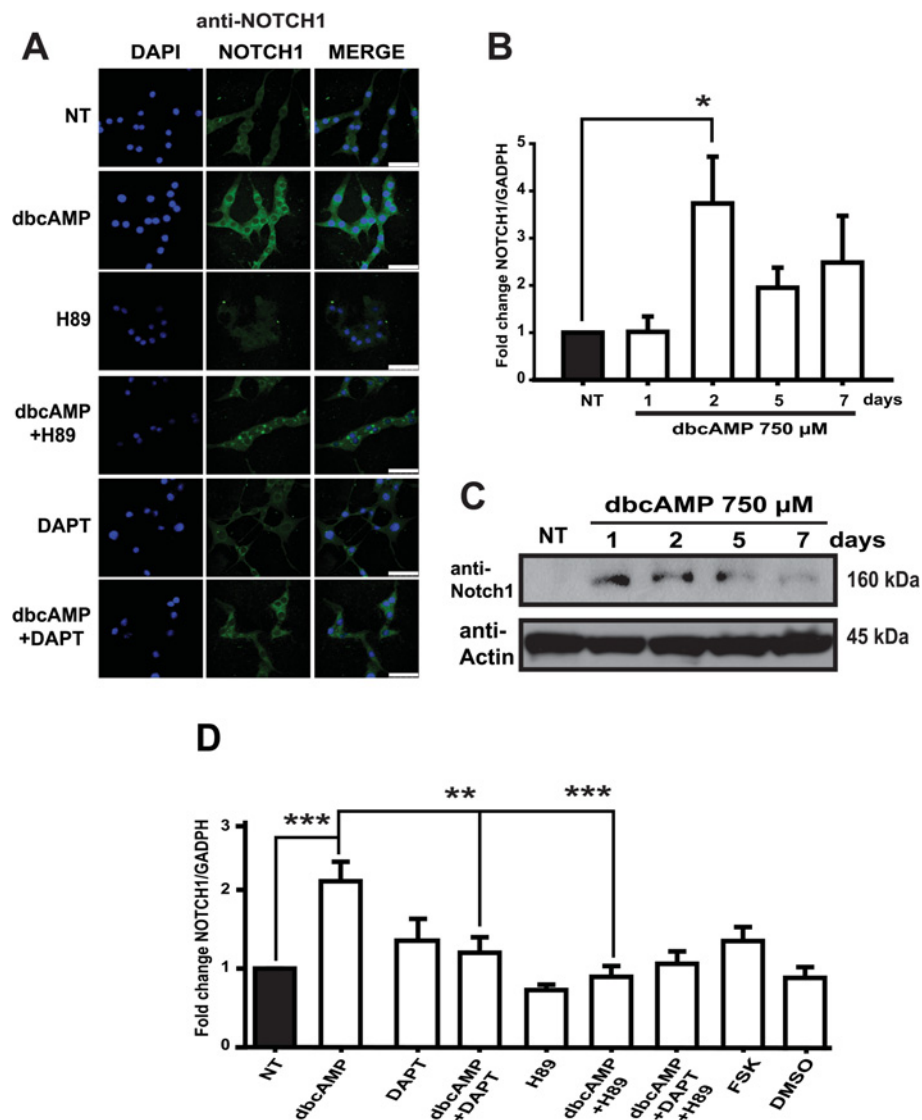 anti-NOTCH1
A
DAPI NOTCH1 MERGE
NT
dbcAMP
H89
dbcAMP
+H89
DAPT
dbcAMP
+DAPT
B
*
Fold change NOTCH1/GADPH
5
4
3
2
1
0
NT 1 2 5 7 days
dbcAMP 750 µM
C
dbcAMP 750 µM
NT 1 2 5 7 days
anti-
Notch1
160 kDa
anti-
Actin
45 kDa
D
*** ** ***
Fold change NOTCH1/GADPH
3
2
1
0
NT
dbcAMP
DAPT
dbcAMP
+DAPT
H89
dbcAMP
+H89
dbcAMP
+DAPT
+H89
FSK
DMSO